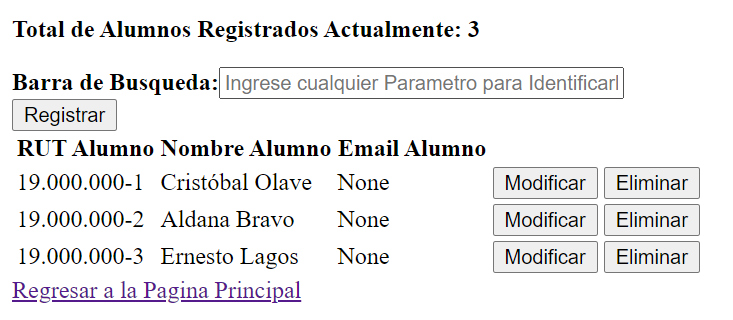 Total de Alumnos Registrados Actualmente: 3
Barra de Busqueda: Ingrese cualquier Parametro para
Registrar
RUT Alumno Nombre Alumno Email Alumno
19.000.000-1 Cristóbal Olave None Modificar Eliminar
19.000.000-2 Aldana Bravo None Modificar Eliminar
19.000.000-3 Ernesto Lagos None Modificar Eliminar
Regresar a la Pagina Principal